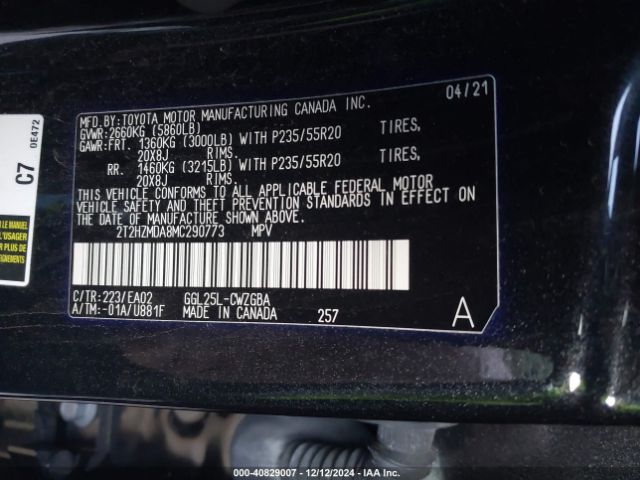 MFD.BY:TOYOTA MOTOR MANUFACTURING CANADA INC. 04/21
GVWR:2660KG (5860LB)
GAWR:FRT. 1360KG (3000LB) WITH P235/55R20 TIRES,
20X8J RIMS.
RR. 1460KG (3215LB) WITH P235/55R20 TIRES,
20X8J RIMS.
THIS VEHICLE CONFORMS TO ALL APPLICABLE FEDERAL MOTOR
VEHICLE SAFETY AND THEFT PREVENTION STANDARDS IN EFFECT ON
THE DATE OF MANUFACTURE SHOWN ABOVE.
2T2HZMDA8MC290773 MPV
C/TR:223/EA02 GGL25L-CWZGBA
A/TM:-01A/U881F MADE IN CANADA 257 A
C7
0E472
LE MANUEL
L'USAGER
000-40829007 - 12/12/2024 - IAA Inc.